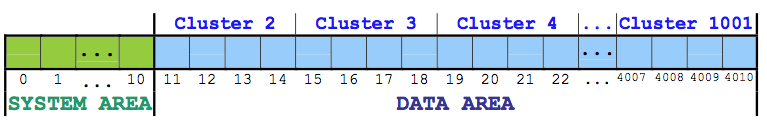 Cluster 2 Cluster 3 Cluster 4 ... Cluster 1001
... ...
0 1 ... 10 11 12 13 14 15 16 17 18 19 20 21 22 ... 4007 4008 4009 4010
SYSTEM AREA DATA AREA